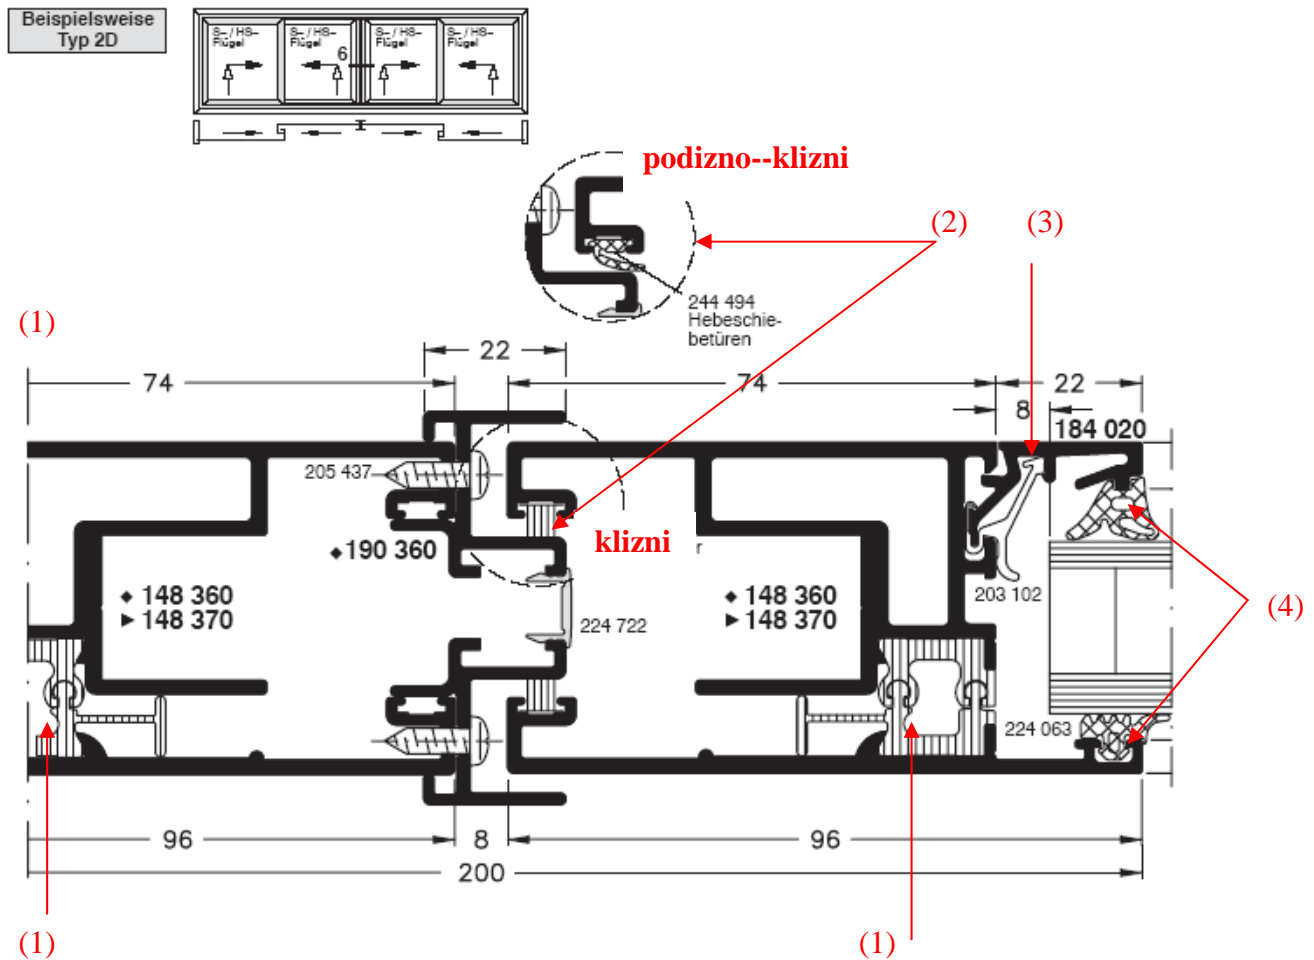 Beispielsweise
Typ 2D
S– / HS–
Flügel
S– / HS–
Flügel
S– / HS–
Flügel
S– / HS–
Flügel
6
podizno--klizni
(2)
(3)
244 494
Hebeschie-
betüren
(1)
22
74
74
22
8
184 020
205 437
klizni
r
◆190 360
◆ 148 360
▶ 148 370
◆ 148 360
▶ 148 370
203 102
(4)
224 722
224 063
96
8
96
200
(1)
(1)